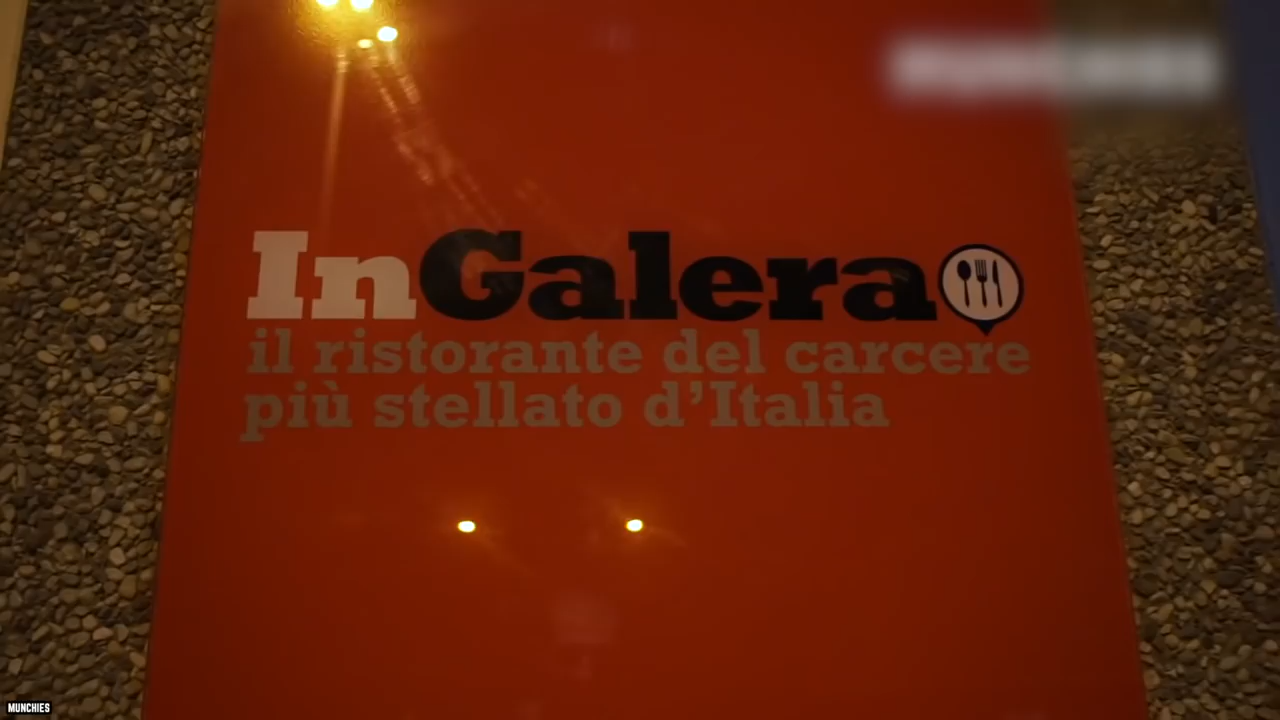 InGalera
il ristorante del carcere
più stellato d'Italia
MUNCHIES